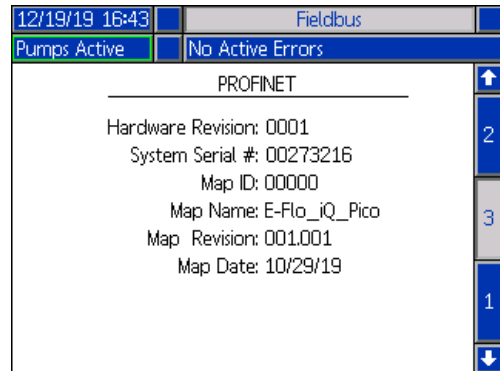 12/19/19 16:43 Fieldbus
Pumps Active No Active Errors
PROFINET
2
Hardware Revision: 0001
System Serial #: 00273216
Map ID: 00000
Map Name: E-Flo_iQ_Pico
3
Map Revision: 001.001
Map Date: 10/29/19
1